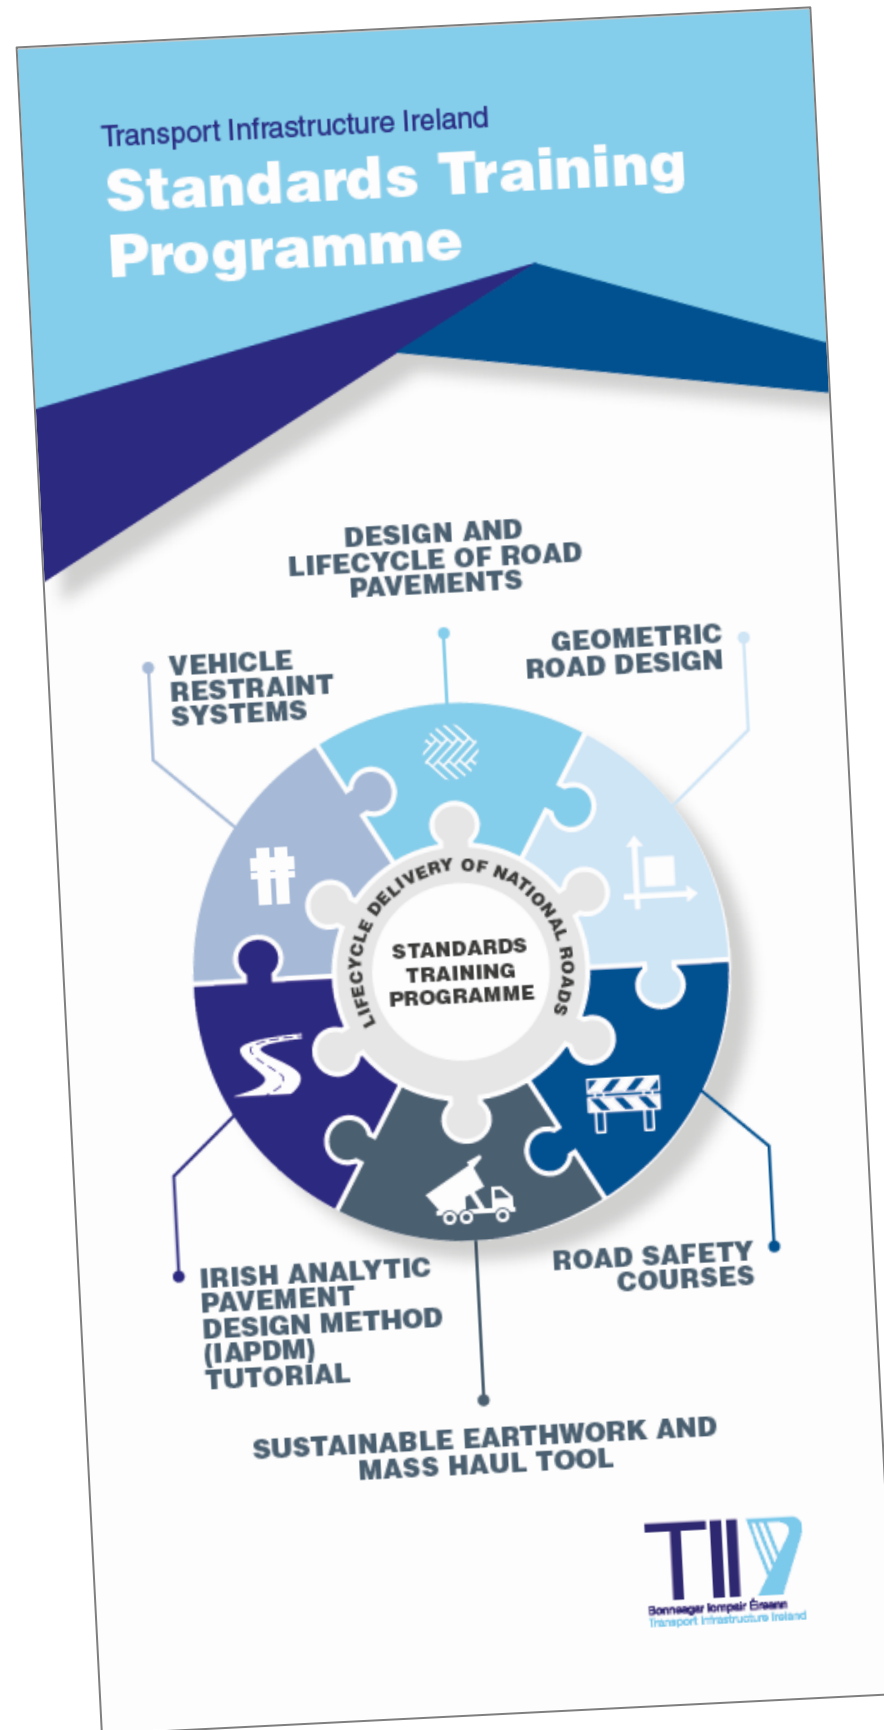 Transport Infrastructure Ireland
Standards Training
Programme
DESIGN AND
LIFECYCLE OF ROAD
PAVEMENTS
VEHICLE
RESTRAINT
SYSTEMS
GEOMETRIC
ROAD DESIGN
LIFECYCLE DELIVERY OF NATIONAL ROADS
STANDARDS
TRAINING
PROGRAMME
IRISH ANALYTIC
PAVEMENT
DESIGN METHOD
(IAPDM)
TUTORIAL
ROAD SAFETY
COURSES
SUSTAINABLE EARTHWORK AND
MASS HAUL TOOL
TII
Bonneagar Iompair Éireann
Transport Infrastructure Ireland